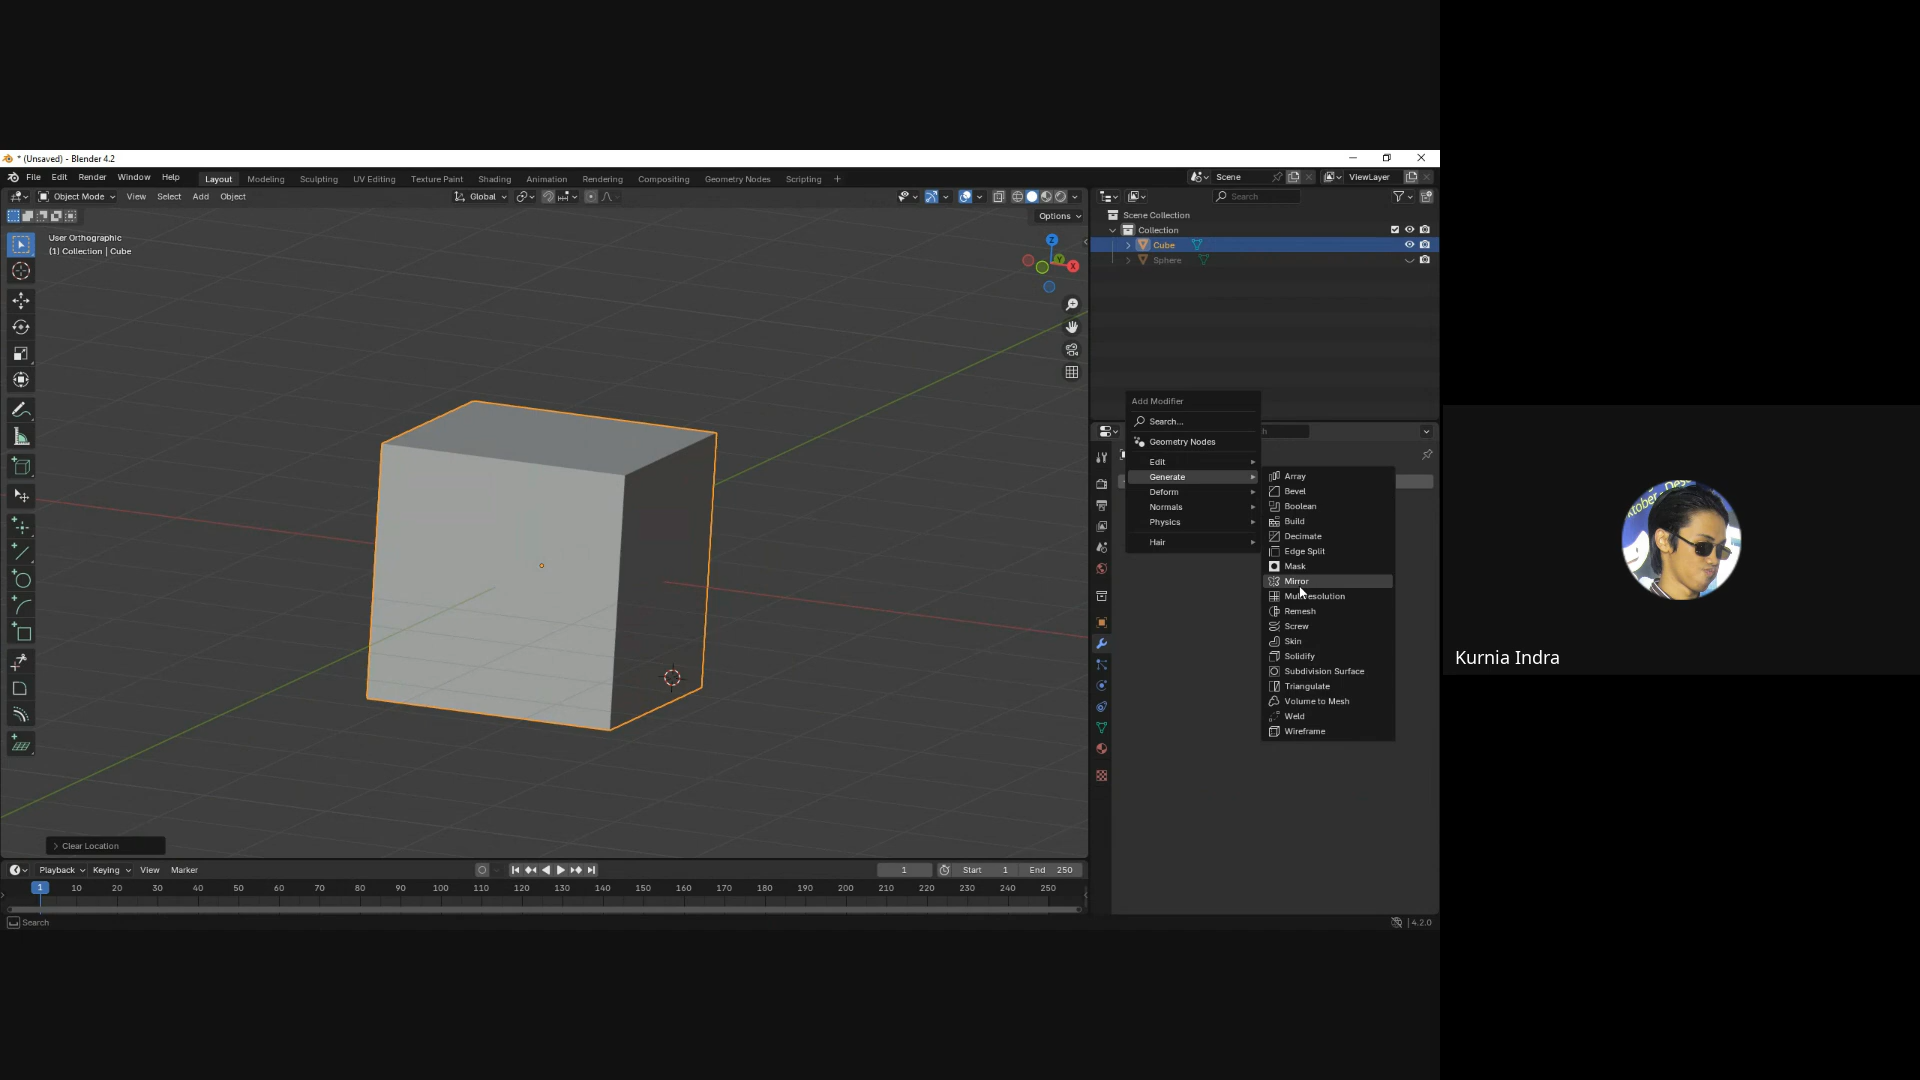 * (Unsaved) - Blender 4.2
File Edit Render Window Help
Layout Modeling Sculpting UV Editing Texture Paint Shading Animation Rendering Compositing Geometry Nodes Scripting +
Scene
ViewLayer
Object Mode View Select Add Object
Global
Search
Options
User Orthographic
(1) Collection | Cube
Z
Y
X
Scene Collection
Collection
Cube
Sphere
Add Modifier
Search...
Geometry Nodes
Edit
Generate
Deform
Normals
Physics
Hair
Array
Bevel
Boolean
Build
Decimate
Edge Split
Mask
Mirror
Multiresolution
Remesh
Screw
Skin
Solidify
Subdivision Surface
Triangulate
Volume to Mesh
Weld
Wireframe
Kurnia Indra
Clear Location
Playback Keying View Marker
1
Start 1
End 250
1 10 20 30 40 50 60 70 80 90 100 110 120 130 140 150 160 170 180 190 200 210 220 230 240 250
Search
4.2.0